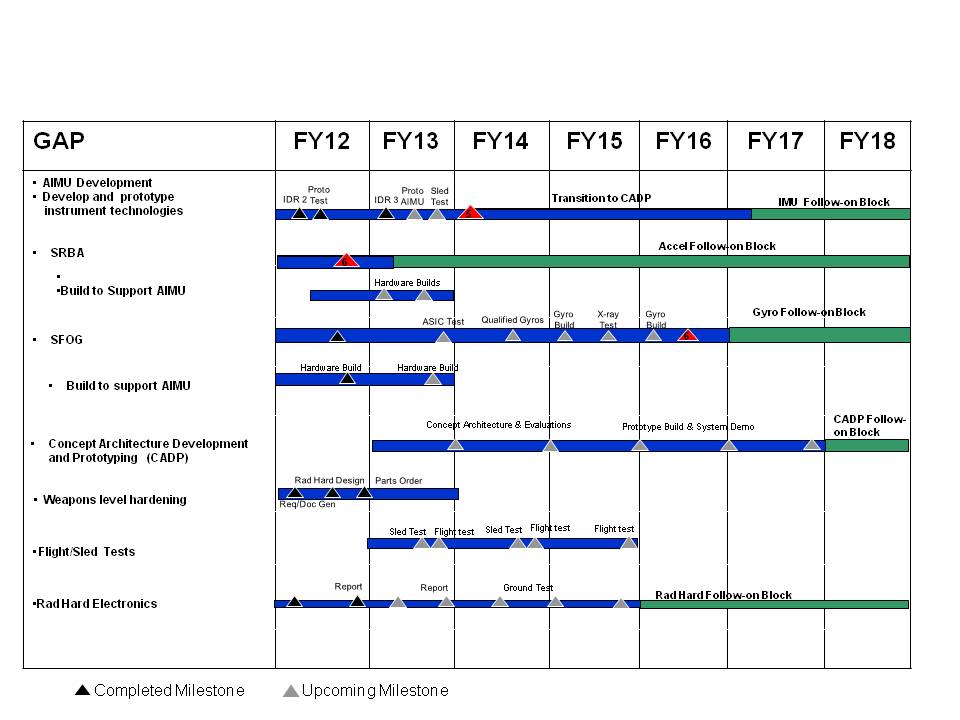 GAP FY12 FY13 FY14 FY15 FY16 FY17 FY18
• AIMU Development
• Develop and prototype
instrument technologies
Proto
IDR 2 Test
Proto Sled
IDR 3 AIMU Test
Transition to CADP
IMU Follow-on Block
• SRBA
6
Accel Follow-on Block
•
•Build to Support AIMU
Hardware Builds
• SFOG
ASIC Test
Qualified Gyros
Gyro
Build
X-ray
Test
Gyro
Build
6
Gyro Follow-on Block
• Build to support AIMU
Hardware Build
Hardware Build
• Concept Architecture Development
and Prototyping (CADP)
Concept Architecture & Evaluations
Prototype Build & System Demo
CADP Follow-
on Block
• Weapons level hardening
Rad Hard Design
Parts Order
Req/Doc Gen
•Flight/Sled Tests
Sled Test
Flight test
Sled Test
Flight test
Flight test
•Rad Hard Electronics
Report
Report
Ground Test
Rad Hard Follow-on Block
Completed Milestone
Upcoming Milestone